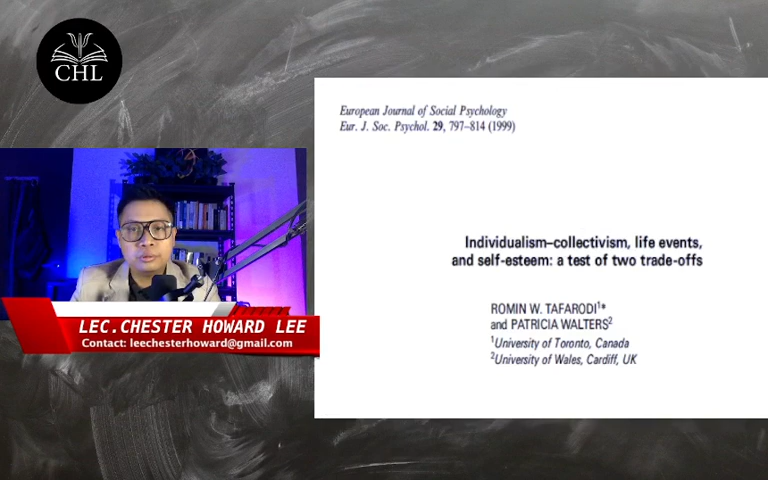 CHL
European Journal of Social Psychology
Eur. J. Soc. Psychol. 29, 797–814 (1999)
Individualism–collectivism, life events,
and self-esteem: a test of two trade-offs
ROMIN W. TAFARODI¹*
and PATRICIA WALTERS²
¹University of Toronto, Canada
²University of Wales, Cardiff, UK
LEC.CHESTER HOWARD LEE
Contact: leechesterhoward@gmail.com